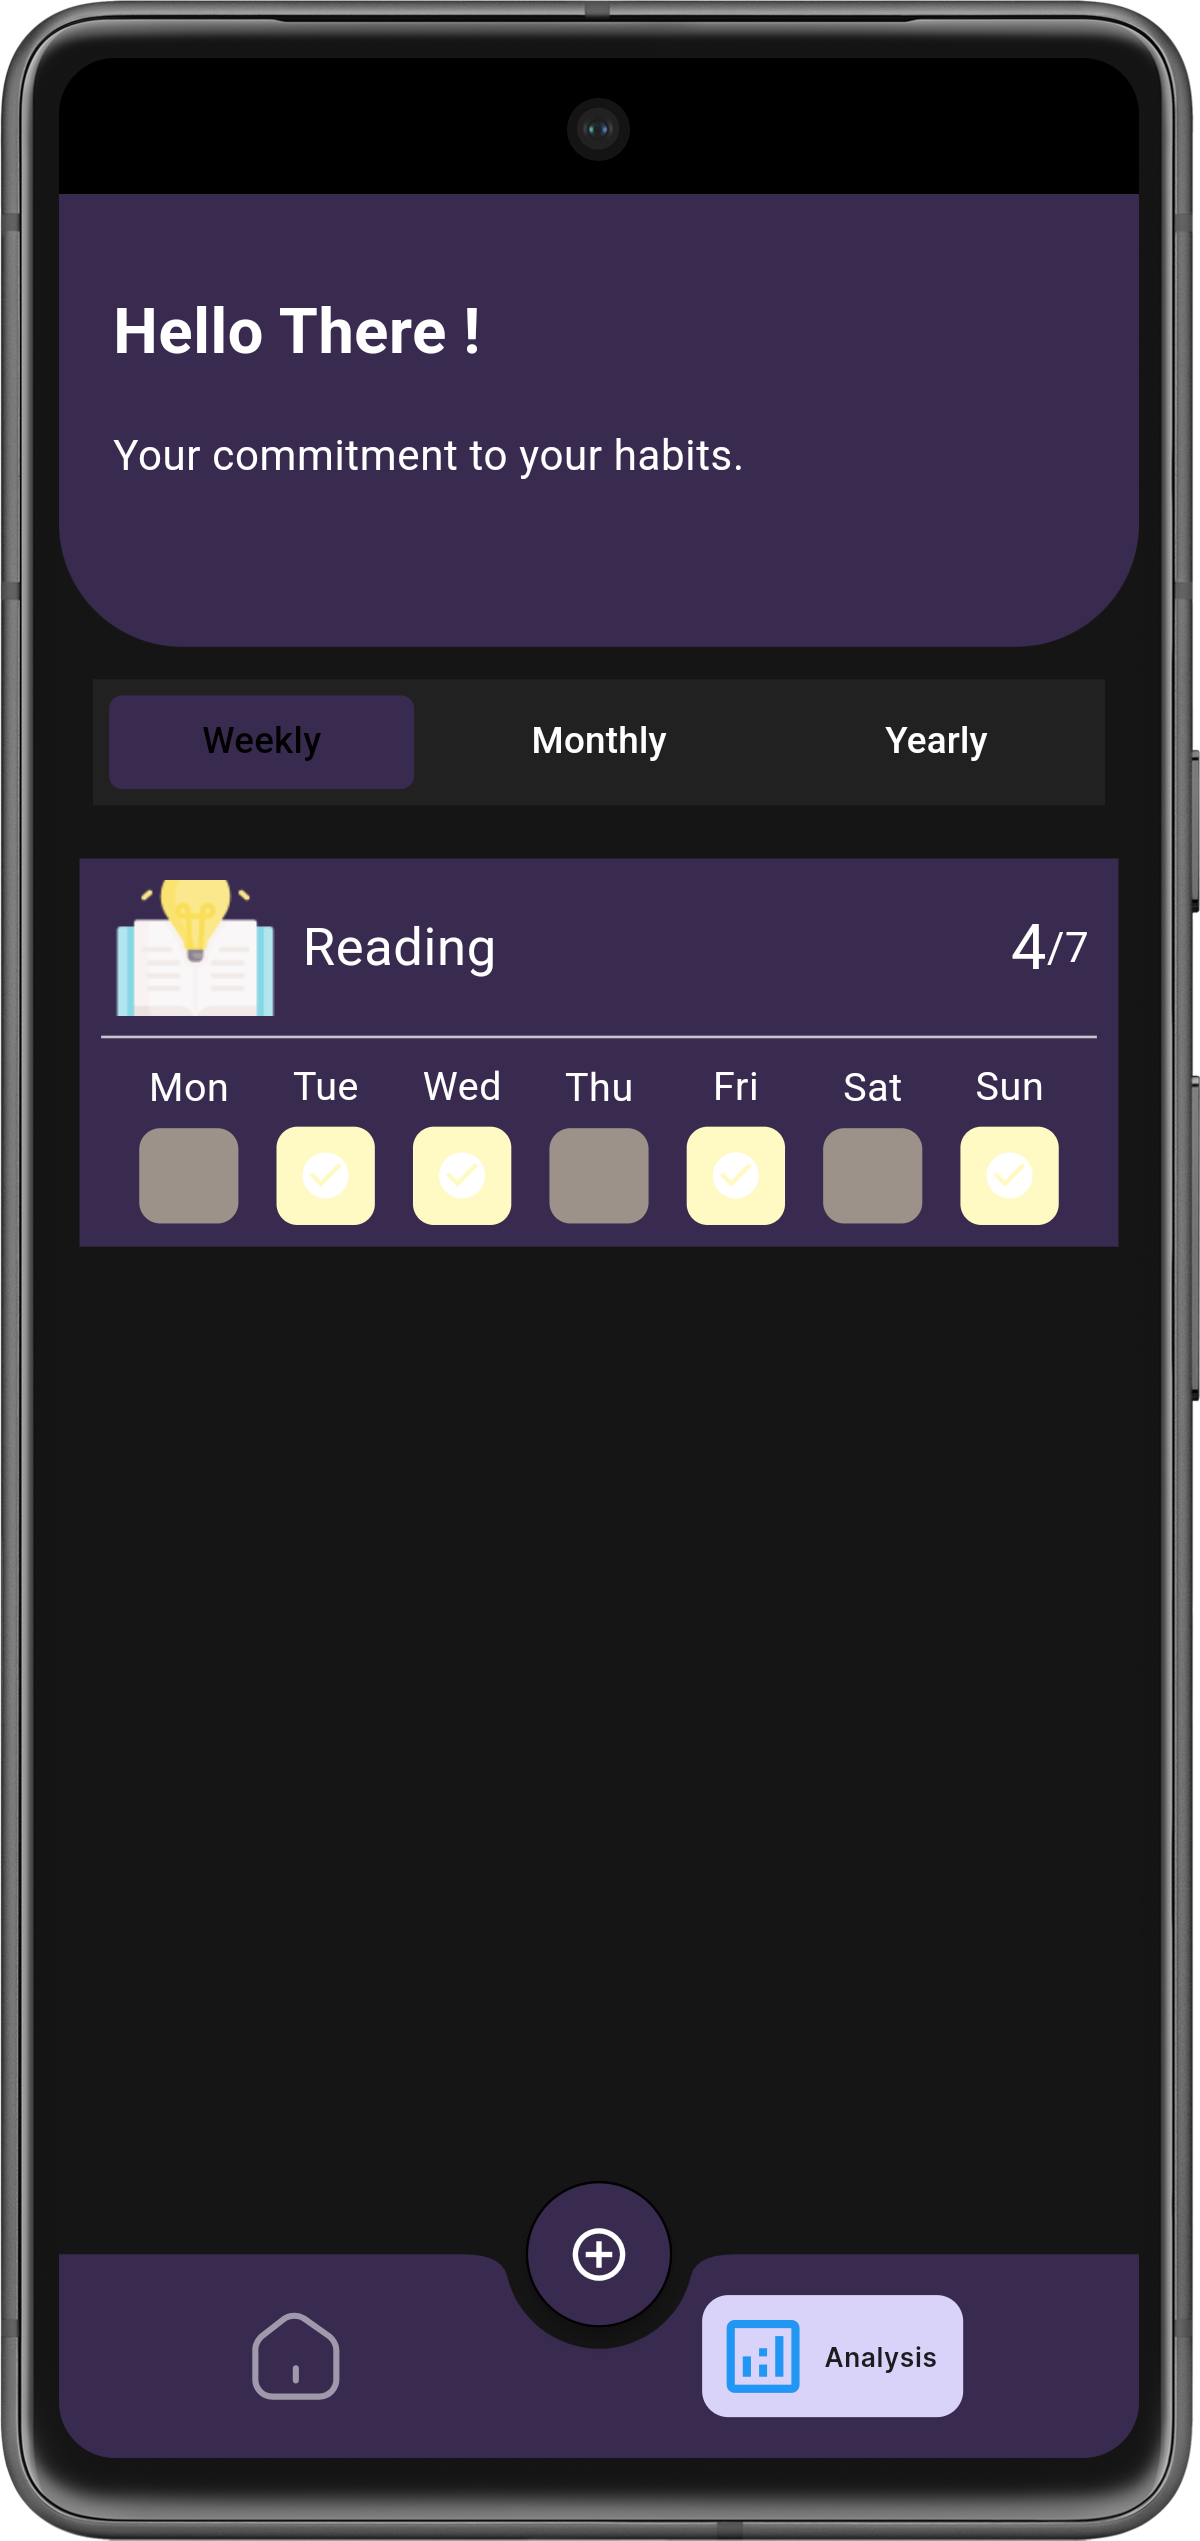 Hello There !
Your commitment to your habits.
Weekly Monthly Yearly
Reading 4/7
Mon Tue Wed Thu Fri Sat Sun
Analysis